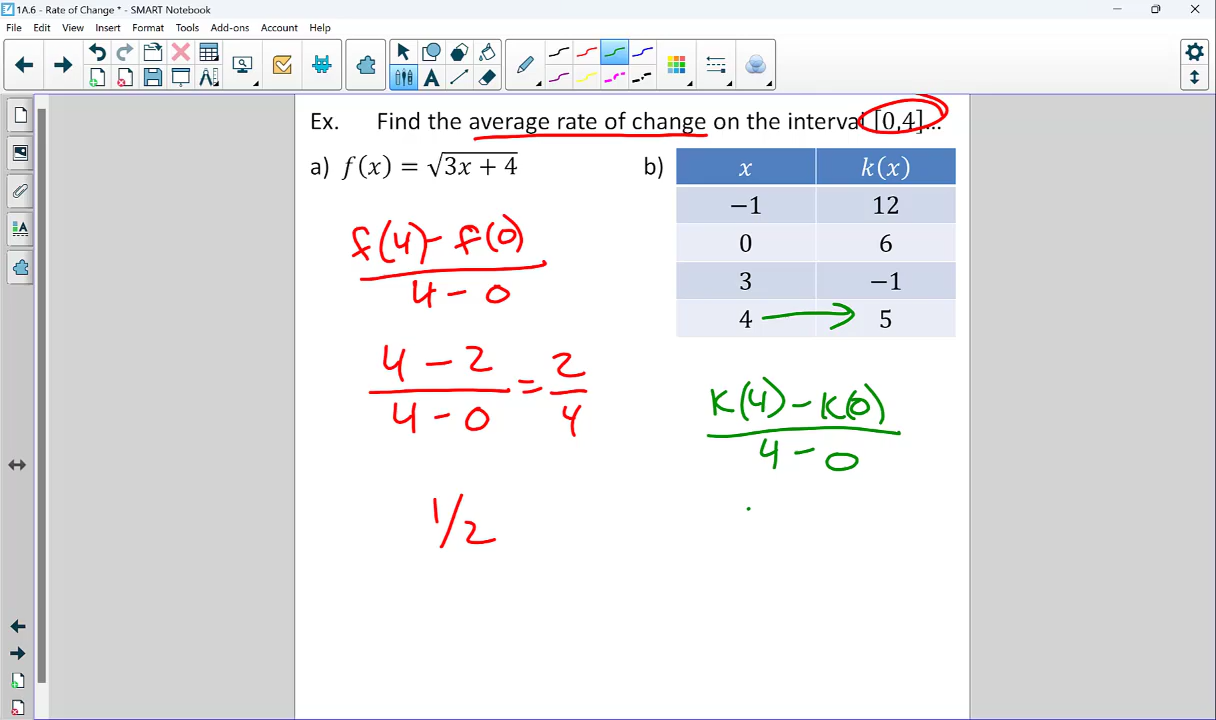 1A.6 - Rate of Change * - SMART Notebook
File Edit View Insert Format Tools Add-ons Account Help
Ex. Find the average rate of change on the interval [0,4]...
a) f(x) = √3x + 4
b)
x k(x)
−1 12
0 6
3 −1
4 → 5
f(4) - f(0)
4 - 0
4 - 2
4 - 0
= 2/4
1/2
K(4) - K(0)
4 - 0